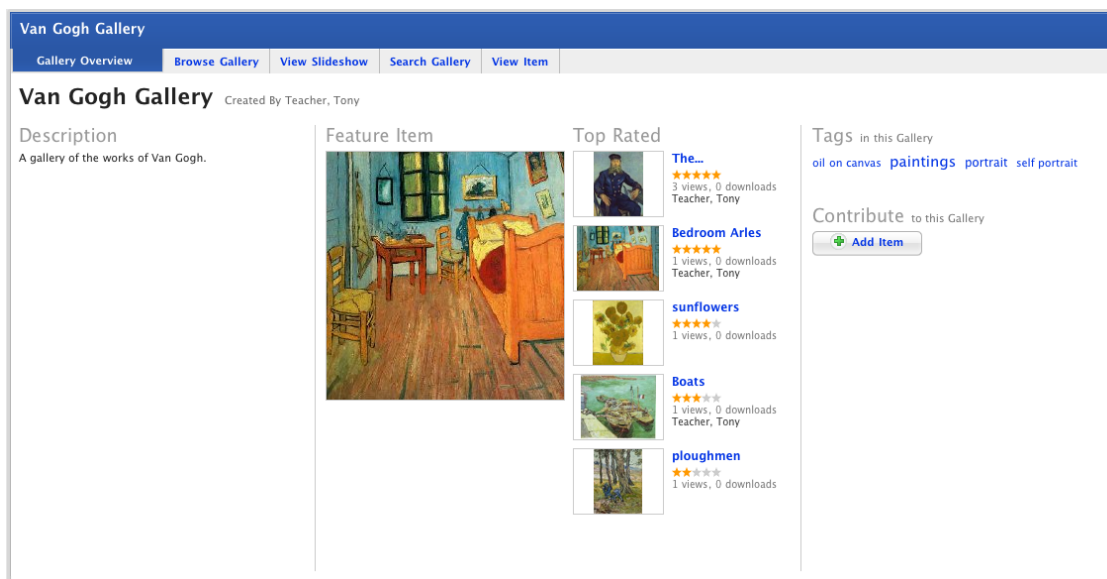 Van Gogh Gallery
Gallery Overview Browse Gallery View Slideshow Search Gallery View Item
Van Gogh Gallery Created By Teacher, Tony
Description
A gallery of the works of Van Gogh.
Feature Item
Top Rated
The...
3 views, 0 downloads
Teacher, Tony
Bedroom Arles
1 views, 0 downloads
Teacher, Tony
sunflowers
1 views, 0 downloads
Boats
1 views, 0 downloads
Teacher, Tony
ploughmen
1 views, 0 downloads
Tags in this Gallery
oil on canvas paintings portrait self portrait
Contribute to this Gallery
Add Item